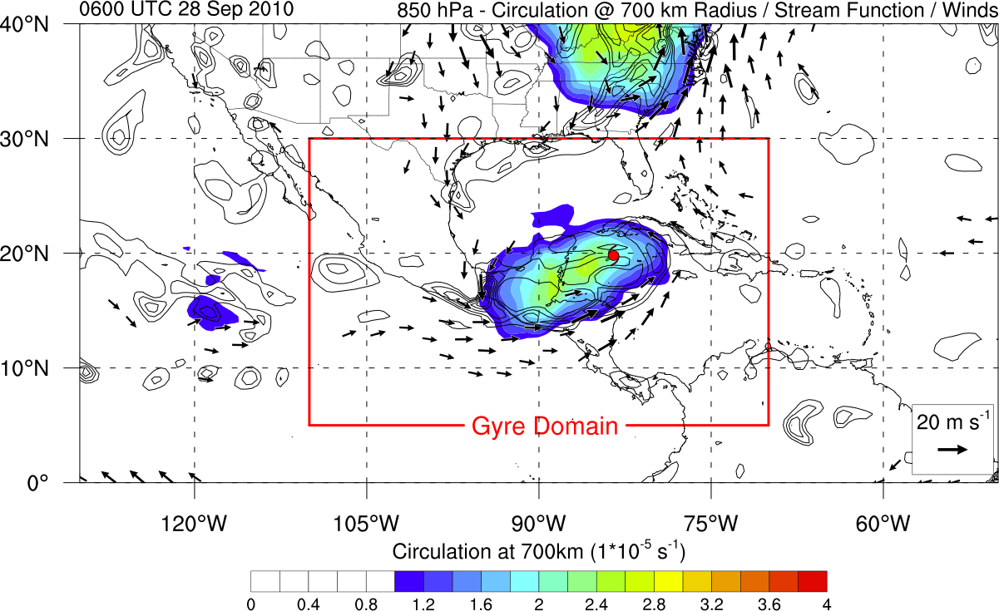 0600 UTC 28 Sep 2010 850 hPa - Circulation @ 700 km Radius / Stream Function / Winds
40°N
30°N
20°N
10°N
0°
Gyre Domain
20 m s-1
120°W 105°W 90°W 75°W 60°W
Circulation at 700km (1*10-5 s-1)
0 0.4 0.8 1.2 1.6 2 2.4 2.8 3.2 3.6 4